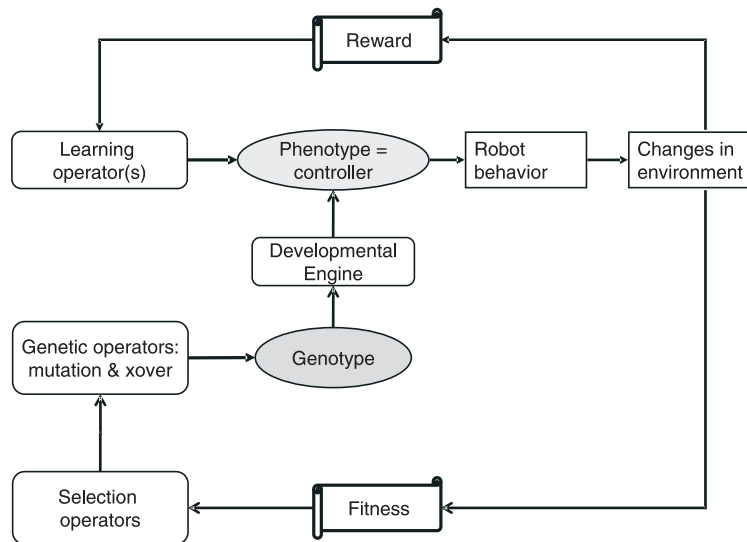 Reward
Learning
operator(s)
Phenotype =
controller
Robot
behavior
Changes in
environment
Developmental
Engine
Genetic operators:
mutation & xover
Genotype
Selection
operators
Fitness